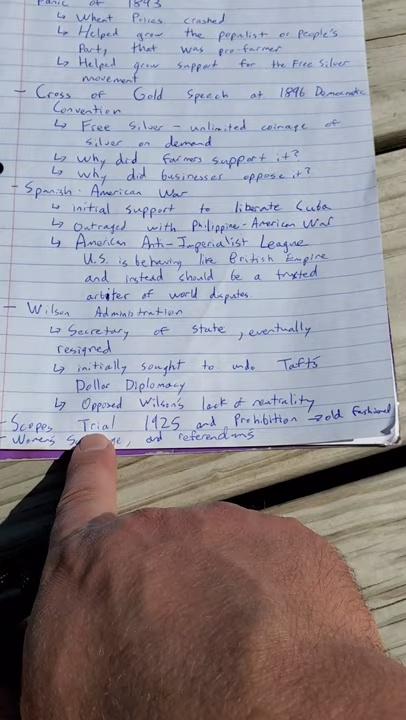 Panic of 1893
↳ Wheat Prices crashed
↳ Helped grow the populist or People's
Party, that was pro-farmer
↳ Helped grow support for the Free Silver
movement
- Cross of Gold Speech at 1896 Democratic
Convention
↳ Free Silver - unlimited coinage of
silver on demand
↳ Why did farmers support it?
↳ Why did businesses oppose it?
- Spanish-American War
↳ initial support to liberate Cuba
↳ Outraged with Philippine-American War
↳ American Anti-Imperialist League
U.S. is behaving like British Empire
and instead should be a trusted
arbiter of world disputes
- Wilson Administration
↳ Secretary of State, eventually
resigned
↳ initially sought to undo Taft's
Dollar Diplomacy
↳ Opposed Wilson's lack of neutrality
- Scopes Trial 1925 and Prohibition → old fashioned
- Women's and referendums